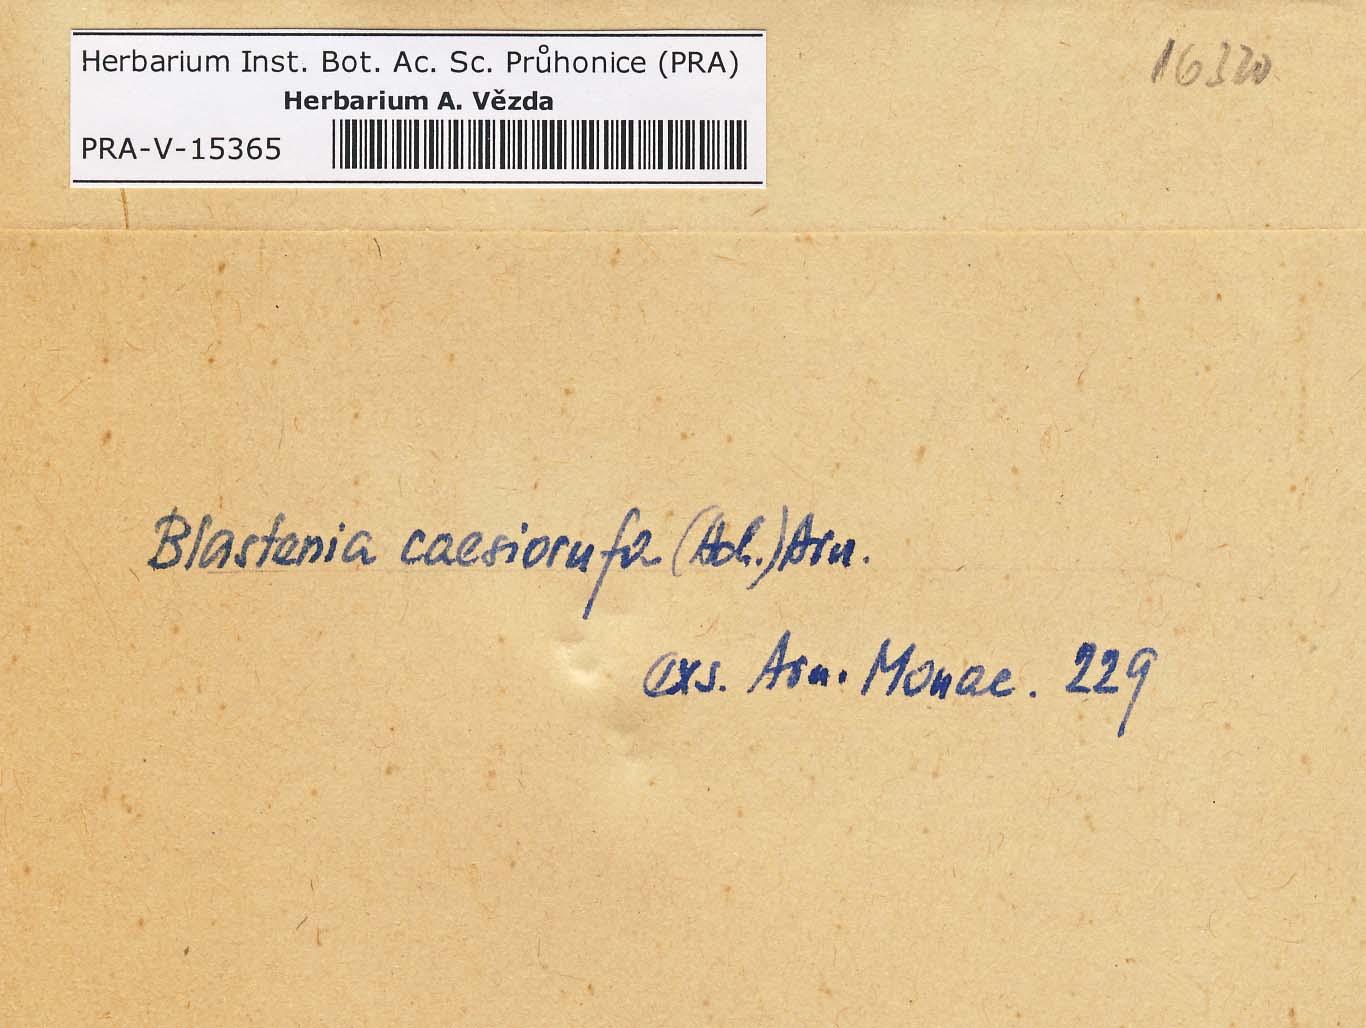 Herbarium Inst. Bot. Ac. Sc. Průhonice (PRA)
Herbarium A. Vězda
PRA-V-15365
16320
Blastenia caesiorufa (Ach.) Arn.
exs. Arn. Monac. 229